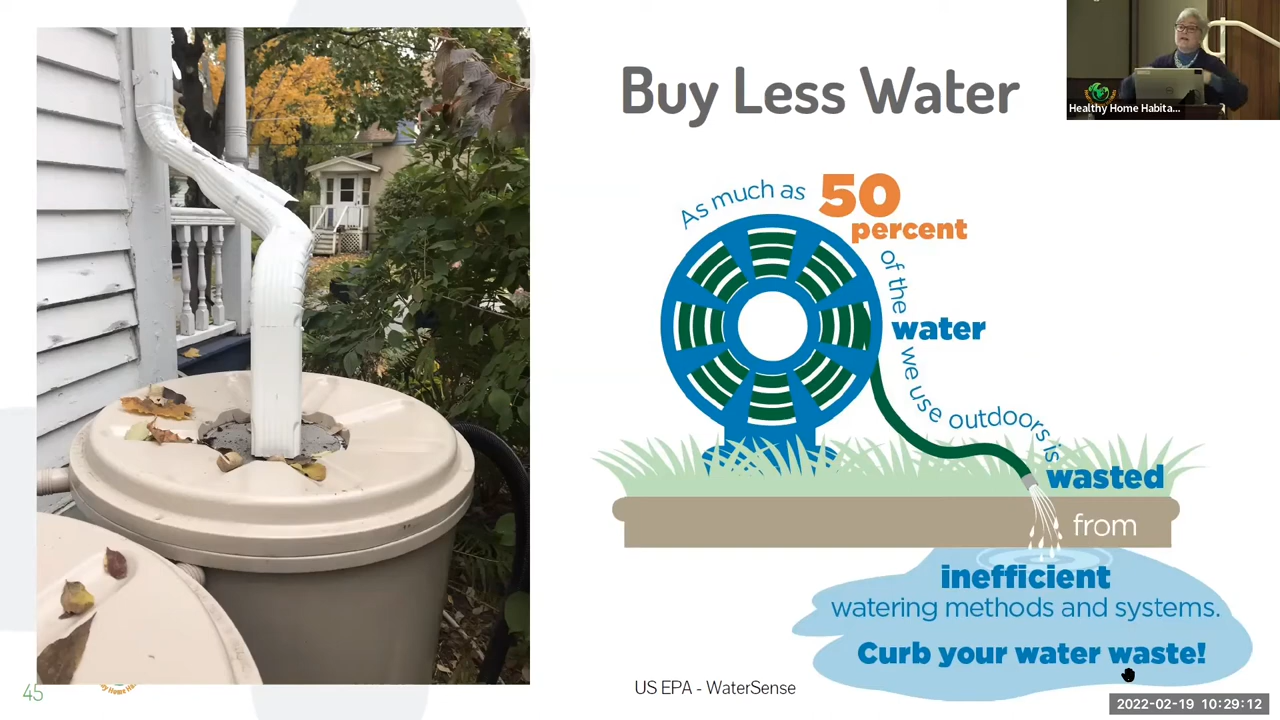 Buy Less Water
Healthy Home Habita...
As much as
50
percent
of the
water
we use outdoors is
wasted
from
inefficient
watering methods and systems.
Curb your water waste!
US EPA - WaterSense
45
2022-02-19 10:29:12